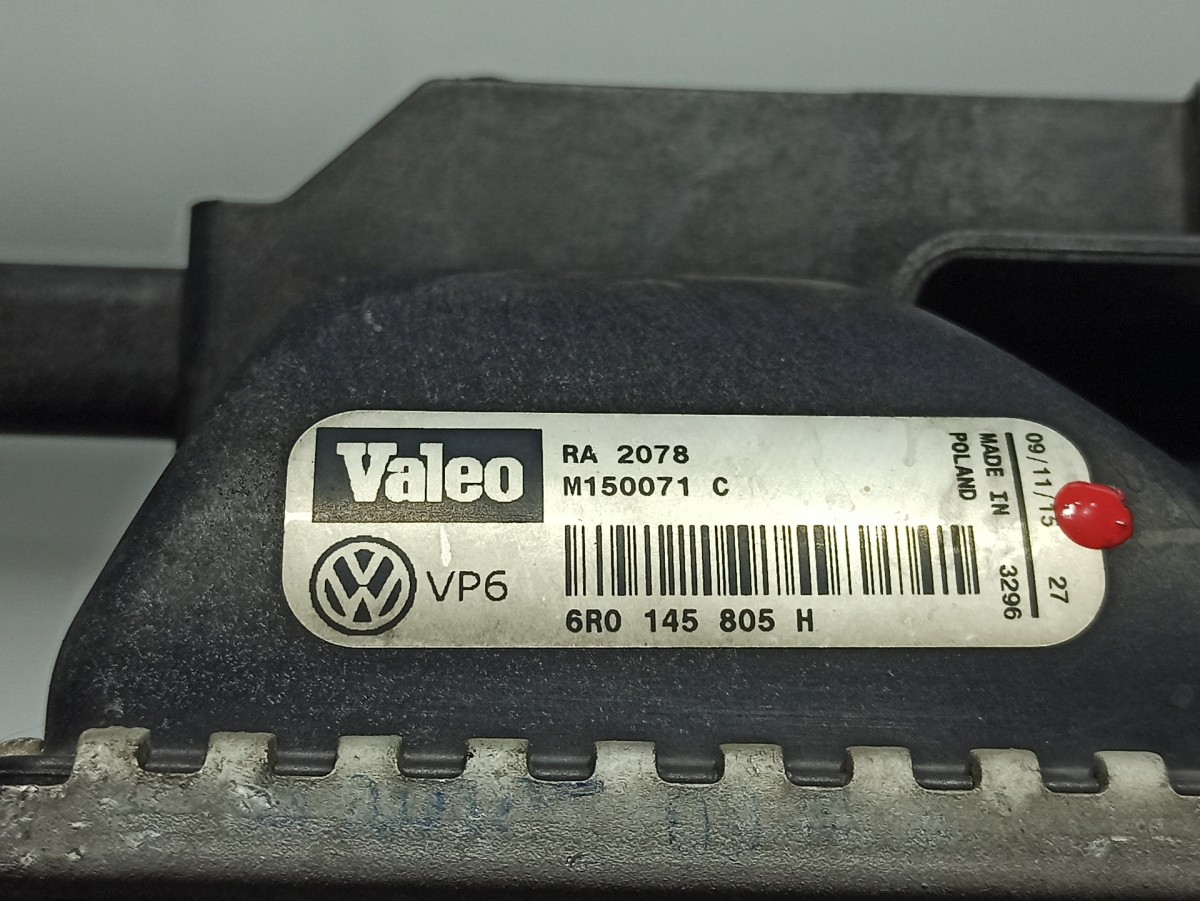 Valeo
RA 2078
M150071 C
VP6
6R0 145 805 H
MADE IN
POLAND
09/11/15 27
3296